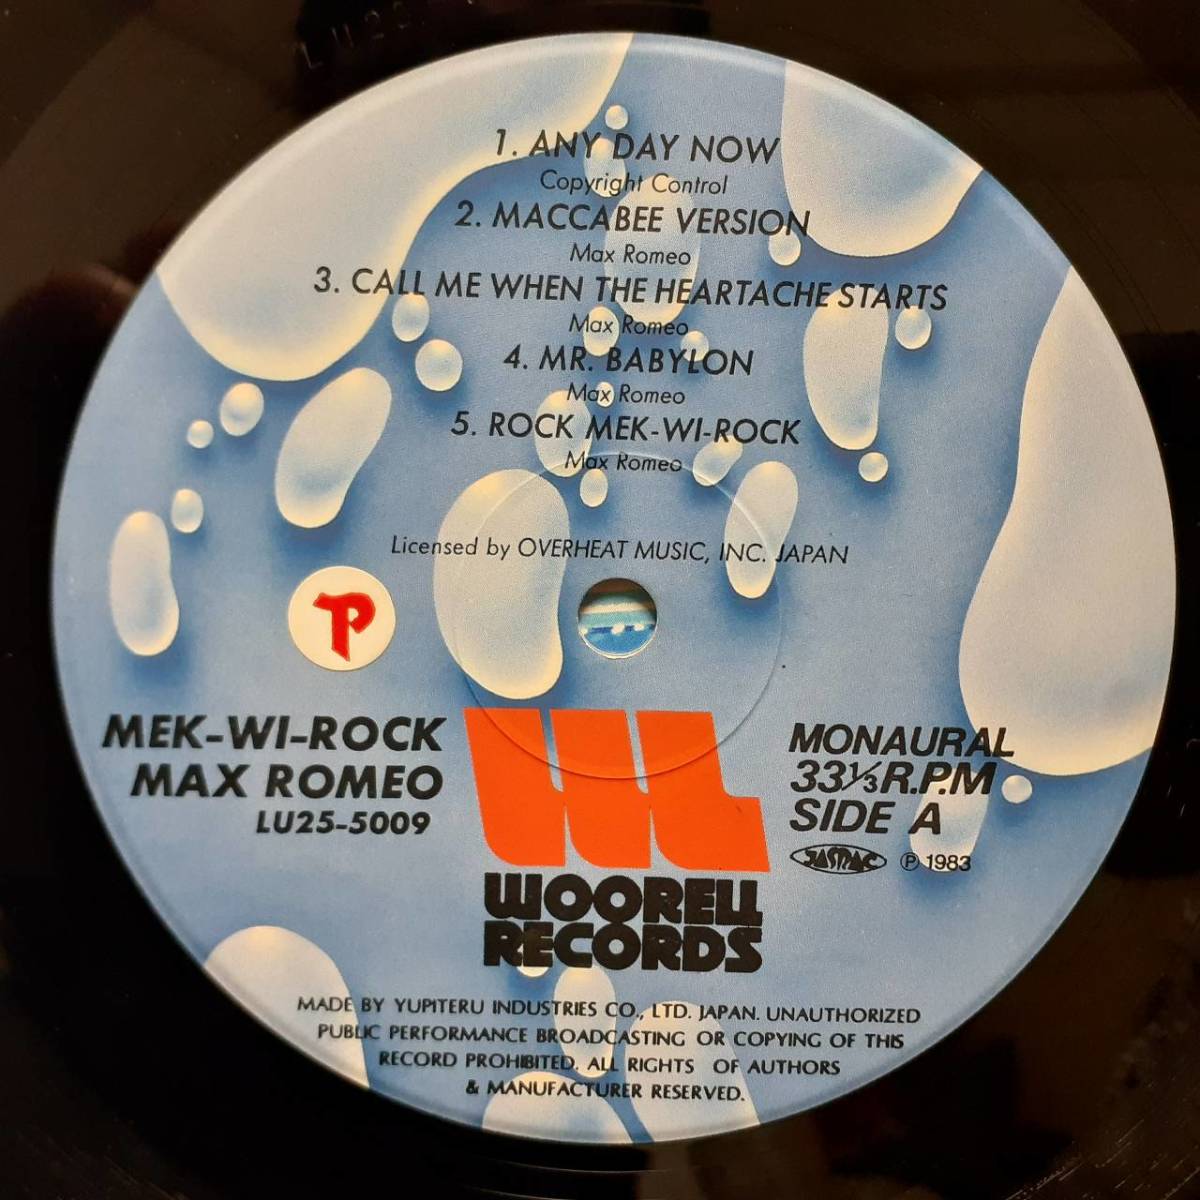 1. ANY DAY NOW
Copyright Control
2. MACCABEE VERSION
Max Romeo
3. CALL ME WHEN THE HEARTACHE STARTS
Max Romeo
4. MR. BABYLON
Max Romeo
5. ROCK MEK-WI-ROCK
Max Romeo
Licensed by OVERHEAT MUSIC, INC. JAPAN
P
MEK-WI-ROCK
MAX ROMEO
LU25-5009
MONAURAL
33⅓R.P.M
SIDE A
JASRAC ℗ 1983
WOORELL
RECORDS
MADE BY YUPITERU INDUSTRIES CO., LTD. JAPAN. UNAUTHORIZED
PUBLIC PERFORMANCE BROADCASTING OR COPYING OF THIS
RECORD PROHIBITED. ALL RIGHTS OF AUTHORS
& MANUFACTURER RESERVED.